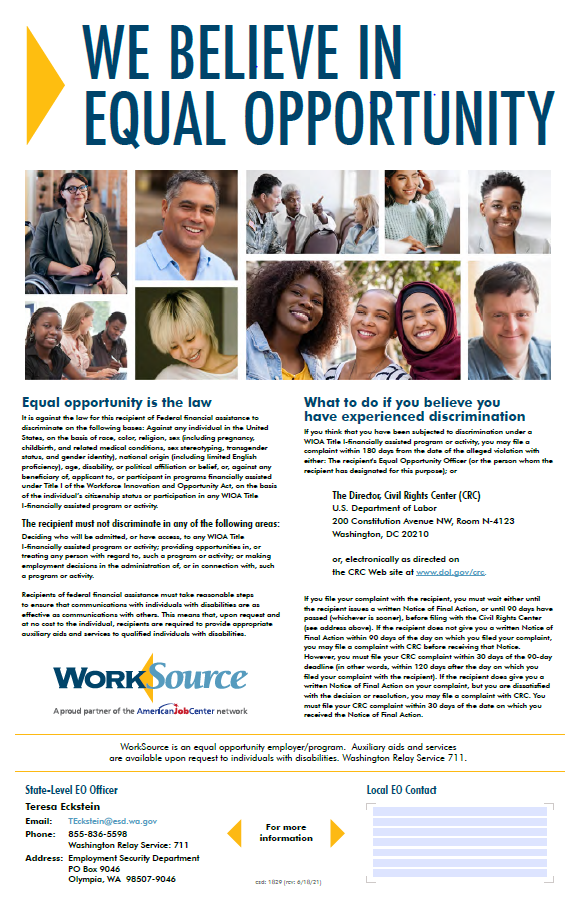 WE BELIEVE IN
EQUAL OPPORTUNITY
Equal opportunity is the law
It is against the law for this recipient of Federal financial assistance to
discriminate on the following bases: Against any individual in the United
States, on the basis of race, color, religion, sex (including pregnancy,
childbirth, and related medical conditions, sex stereotyping, transgender
status, and gender identity), national origin (including limited English
proficiency), age, disability, or political affiliation or belief, or, against any
beneficiary of, applicant to, or participant in programs financially assisted
under Title I of the Workforce Innovation and Opportunity Act, on the basis
of the individual's citizenship status or participation in any WIOA Title
I-financially assisted program or activity.
The recipient must not discriminate in any of the following areas:
Deciding who will be admitted, or have access, to any WIOA Title
I-financially assisted program or activity; providing opportunities in, or
treating any person with regard to, such a program or activity; or making
employment decisions in the administration of, or in connection with, such
a program or activity.
Recipients of federal financial assistance must take reasonable steps
to ensure that communications with individuals with disabilities are as
effective as communications with others. This means that, upon request and
at no cost to the individual, recipients are required to provide appropriate
auxiliary aids and services to qualified individuals with disabilities.
WorkSource
A proud partner of the AmericanJobCenter network
What to do if you believe you
have experienced discrimination
If you think that you have been subjected to discrimination under a
WIOA Title I-financially assisted program or activity, you may file a
complaint within 180 days from the date of the alleged violation with
either: The recipient's Equal Opportunity Officer (or the person whom the
recipient has designated for this purpose); or
The Director, Civil Rights Center (CRC)
U.S. Department of Labor
200 Constitution Avenue NW, Room N-4123
Washington, DC 20210
or, electronically as directed on
the CRC Web site at www.dol.gov/crc.
If you file your complaint with the recipient, you must wait either until
the recipient issues a written Notice of Final Action, or until 90 days have
passed (whichever is sooner), before filing with the Civil Rights Center
(see address above). If the recipient does not give you a written Notice of
Final Action within 90 days of the day on which you filed your complaint,
you may file a complaint with CRC before receiving that Notice.
However, you must file your CRC complaint within 30 days of the 90-day
deadline (in other words, within 120 days after the day on which you
filed your complaint with the recipient). If the recipient does give you a
written Notice of Final Action on your complaint, but you are dissatisfied
with the decision or resolution, you may file a complaint with CRC. You
must file your CRC complaint within 30 days of the date on which you
received the Notice of Final Action.
WorkSource is an equal opportunity employer/program. Auxiliary aids and services
are available upon request to individuals with disabilities. Washington Relay Service 711.
State-Level EO Officer
Teresa Eckstein
Email: TEckstein@esd.wa.gov
Phone: 855-836-5598
Washington Relay Service: 711
Address: Employment Security Department
PO Box 9046
Olympia, WA 98507-9046
For more
information
Local EO Contact
esd: 1829 (rev: 6/18/21)